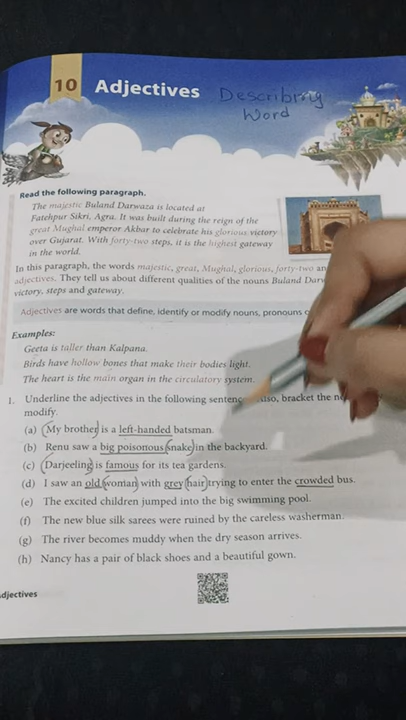 10 Adjectives Describing
Word
Read the following paragraph.
The majestic Buland Darwaza is located at
Fatehpur Sikri, Agra. It was built during the reign of the
great Mughal emperor Akbar to celebrate his glorious victory
over Gujarat. With forty-two steps, it is the highest gateway
in the world.
In this paragraph, the words majestic, great, Mughal, glorious, forty-two
adjectives. They tell us about different qualities of the nouns Buland
victory, steps and gateway.
Adjectives are words that define, identify or modify nouns, pronouns
Examples:
Geeta is taller than Kalpana.
Birds have hollow bones that make their bodies light.
The heart is the main organ in the circulatory system.
1. Underline the adjectives in the following bracket the
modify.
(a) (My brother) is a left-handed batsman.
(b) Renu saw a big poisonous (snake) in the backyard.
(c) (Darjeeling) is famous for its tea gardens.
(d) I saw an old (woman) with grey (hair) trying to enter the crowded bus.
(e) The excited children jumped into the big swimming pool.
(f) The new blue silk sarees were ruined by the careless washerman.
(g) The river becomes muddy when the dry season arrives.
(h) Nancy has a pair of black shoes and a beautiful gown.